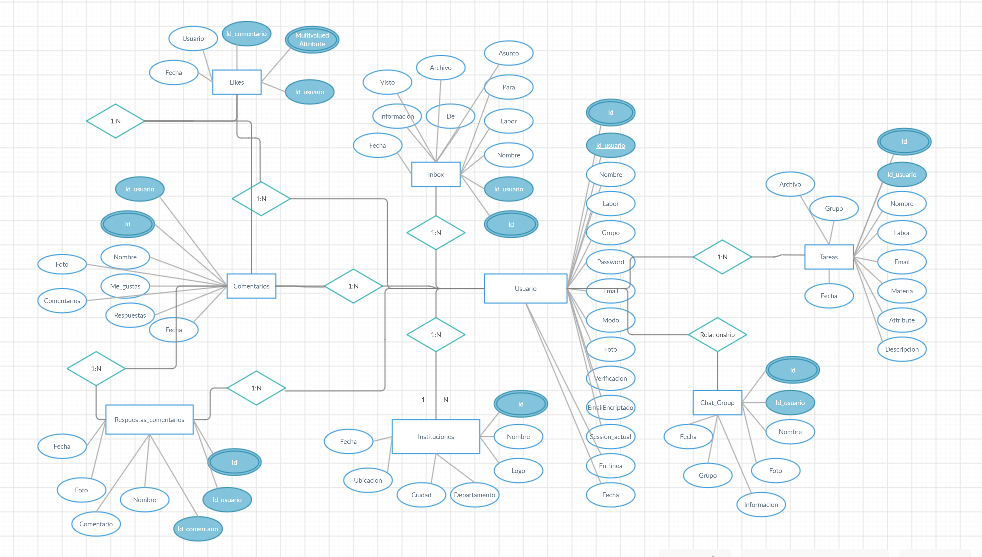 Usuario
Id_comentario
Multivalued
Attribute
Fecha
Likes
Id_usuario
1:N
1:N
Asunto
Archivo
Visto
Para
Informacion
De
Labor
Fecha
Nombre
Inbox
Id_usuario
Id
1:N
Id_usuario
Id
Nombre
Foto
Me_gustas
Comentarios
Respuestas
Fecha
Comentarios
1:N
Usuario
Id
Id_usuario
Nombre
Labor
Grupo
Password
Email
Modo
Foto
Verificacion
EmailEncriptado
Session_actual
En linea
Fecha
1:N
Archivo
Grupo
Tareas
Fecha
Id
Id_usuario
Nombre
Labor
Email
Materia
Attribute
Descripcion
Relationship
Chat_Group
Id
Id_usuario
Nombre
Foto
Informacion
Grupo
Fecha
1:N
1 N
Instituciones
Id
Nombre
Logo
Departamento
Ciudad
Ubicacion
Fecha
1:N
1:N
Respuestas_comentarios
Fecha
Foto
Comentario
Nombre
Id
Id_usuario
Id_comentario